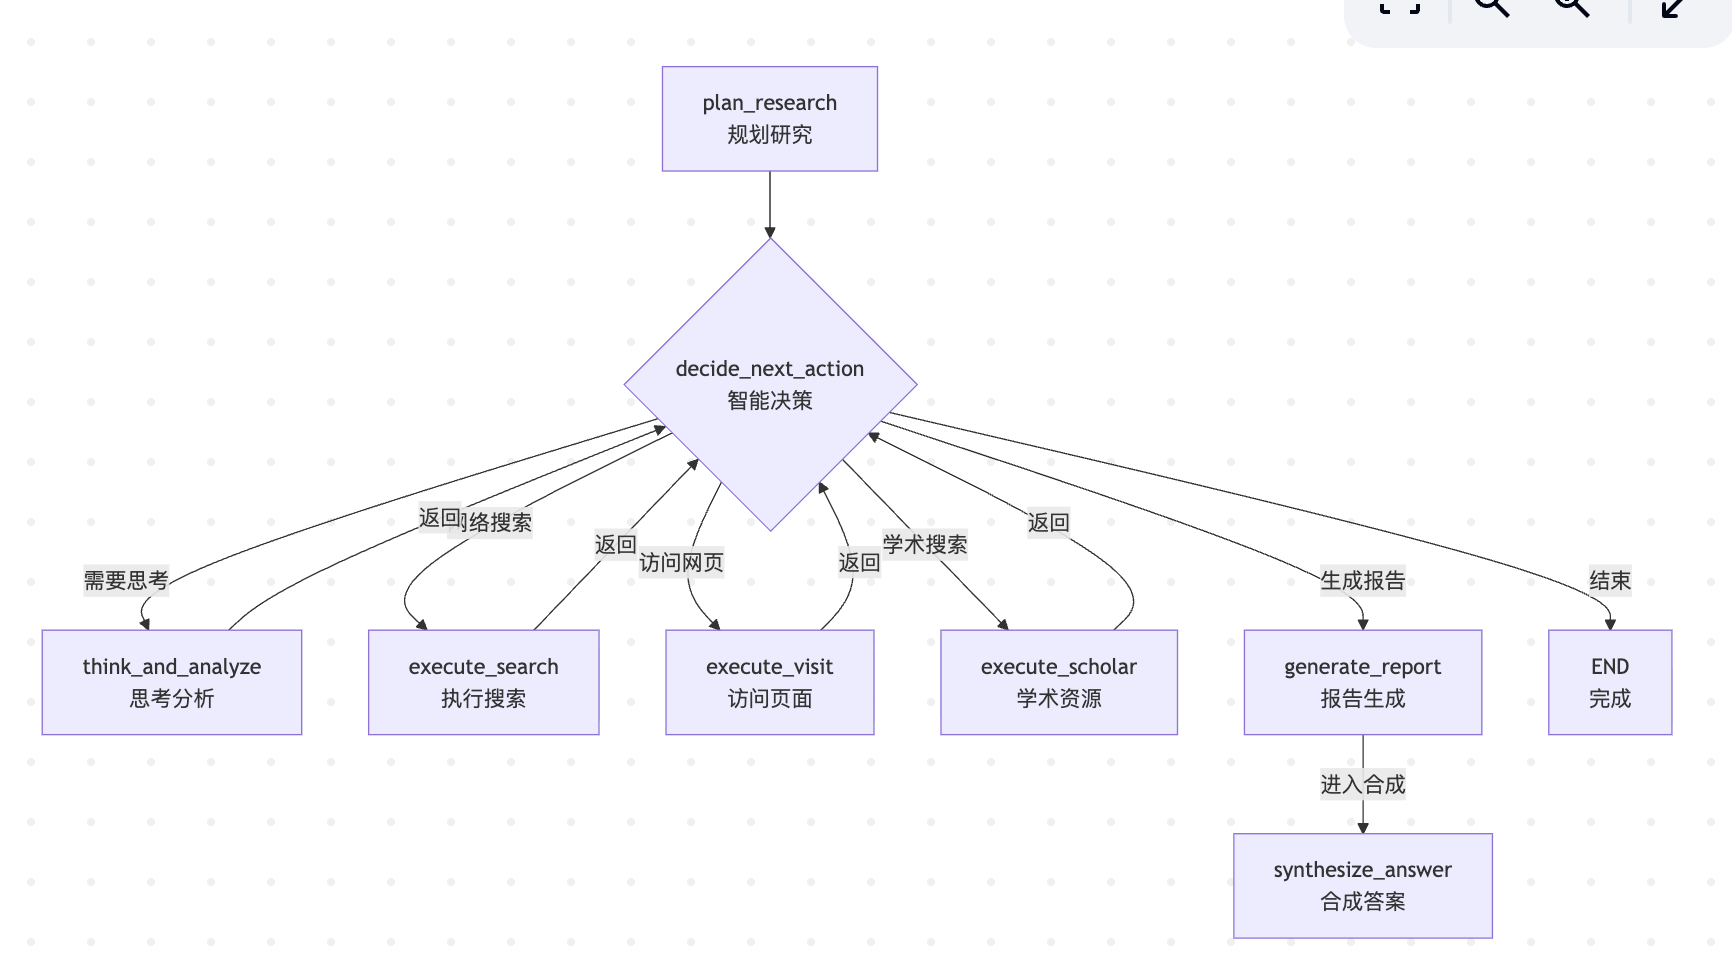 plan_research
规划研究
decide_next_action
智能决策
返回
网络搜索
返回
访问网页
返回
学术搜索
返回
需要思考
生成报告
结束
think_and_analyze
思考分析
execute_search
执行搜索
execute_visit
访问页面
execute_scholar
学术资源
generate_report
报告生成
END
完成
进入合成
synthesize_answer
合成答案